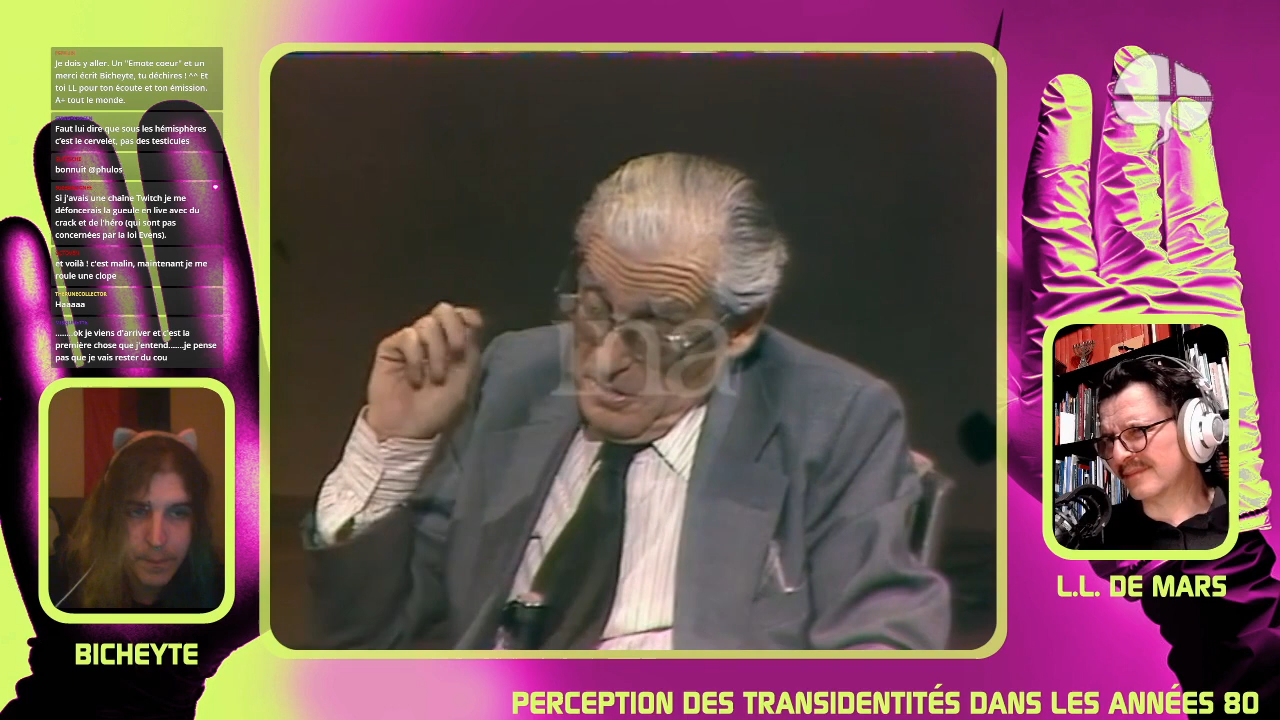 Je dois y aller. Un "Emote coeur" et un
merci écrit Bicheyte, tu déchires ! ^^ Et
toi LL pour ton écoute et ton émission.
A+ tout le monde.
Faut lui dire que sous les hémisphères
c'est le cervelet, pas des testicules
bonnuit @phulos
Si j'avais une chaîne Twitch je me
défoncerais la gueule en live avec du
crack et de l'héro (qui sont pas
concernées par la loi Evens).
et voilà ! c'est malin, maintenant je me
roule une clope
THERUNECOLLECTOR
Haaaaa
.......ok je viens d'arriver et c'est la
première chose que j'entend......je pense
pas que je vais rester du cou
ina
BICHEYTE
L.L. DE MARS
PERCEPTION DES TRANSIDENTITÉS DANS LES ANNÉES 80